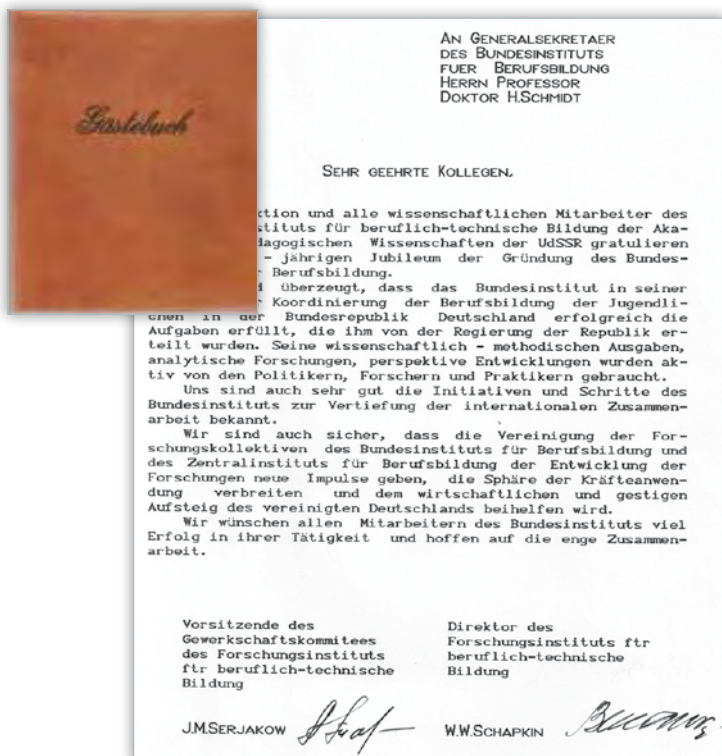 Gästebuch
AN GENERALSEKRETAER
DES BUNDESINSTITUTS
FUER BERUFSBILDUNG
HERRN PROFESSOR
DOKTOR H.SCHMIDT
SEHR GEEHRTE KOLLEGEN,
ktion und alle wissenschaftlichen Mitarbeiter des
stituts für beruflich-technische Bildung der Aka-
dagogischen Wissenschaften der UdSSR gratulieren
- jährigen Jubileum der Gründung des Bundes-
r Berufsbildung.
d überzeugt, dass das Bundesinstitut in seiner
r Koordinierung der Berufsbildung der Jugendli-
chen in der Bundesrepublik Deutschland erfolgreich die
Aufgaben erfüllt, die ihm von der Regierung der Republik er-
teilt wurden. Seine wissenschaftlich - methodischen Ausgaben,
analytische Forschungen, perspektive Entwicklungen wurden ak-
tiv von den Politikern, Forschern und Praktikern gebraucht.
Uns sind auch sehr gut die Initiativen und Schritte des
Bundesinstituts zur Vertiefung der internationalen Zusammen-
arbeit bekannt.
Wir sind auch sicher, dass die Vereinigung der For-
schungskollektiven des Bundesinstituts für Berufsbildung und
des Zentralinstituts für Berufsbildung der Entwicklung der
Forschungen neue Impulse geben, die Sphäre der Kräfteanwen-
dung verbreiten und dem wirtschaftlichen und gestigen
Aufsteig des vereinigten Deutschlands beihelfen wird.
Wir wünschen allen Mitarbeitern des Bundesinstituts viel
Erfolg in ihrer Tätigkeit und hoffen auf die enge Zusammen-
arbeit.
Vorsitzende des
Gewerkschaftskommitees
des Forschungsinstituts
ftr beruflich-technische
Bildung
J.M.SERJAKOW
Direktor des
Forschungsinstituts ftr
beruflich-technische
Bildung
W.W.SCHAPKIN